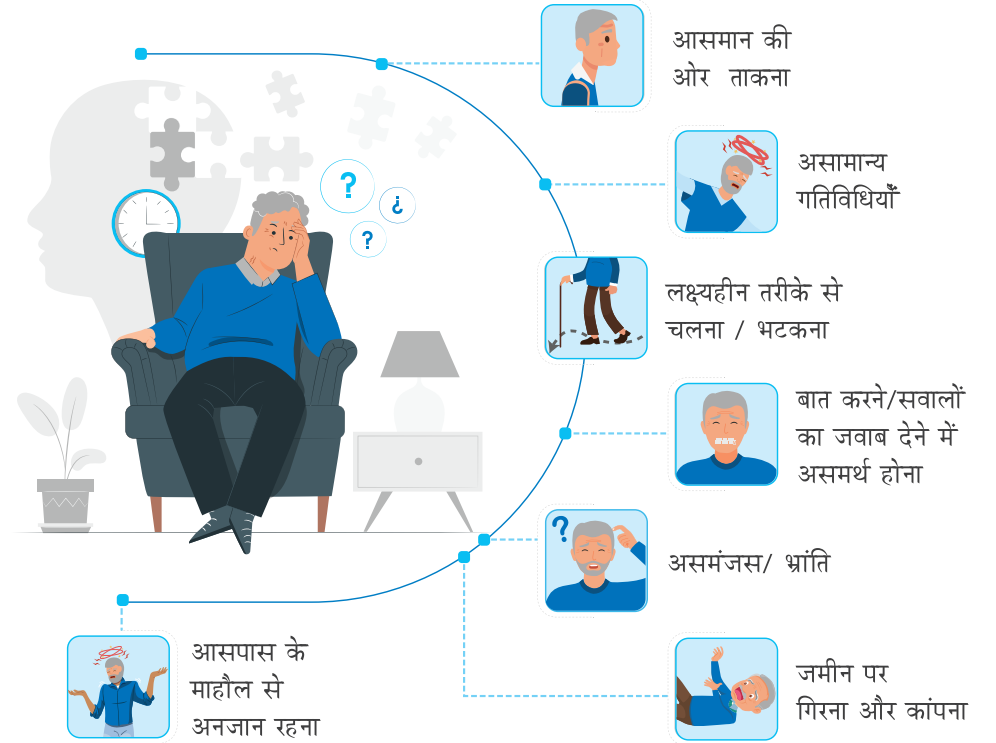 आसमान की
ओर ताकना
असामान्य
गतिविधियाँ
लक्ष्यहीन तरीके से
चलना / भटकना
बात करने/सवालों
का जवाब देने में
असमर्थ होना
?
¿
?
?
असमंजस/ भ्रांति
आसपास के
माहौल से
अनजान रहना
जमीन पर
गिरना और कांपना